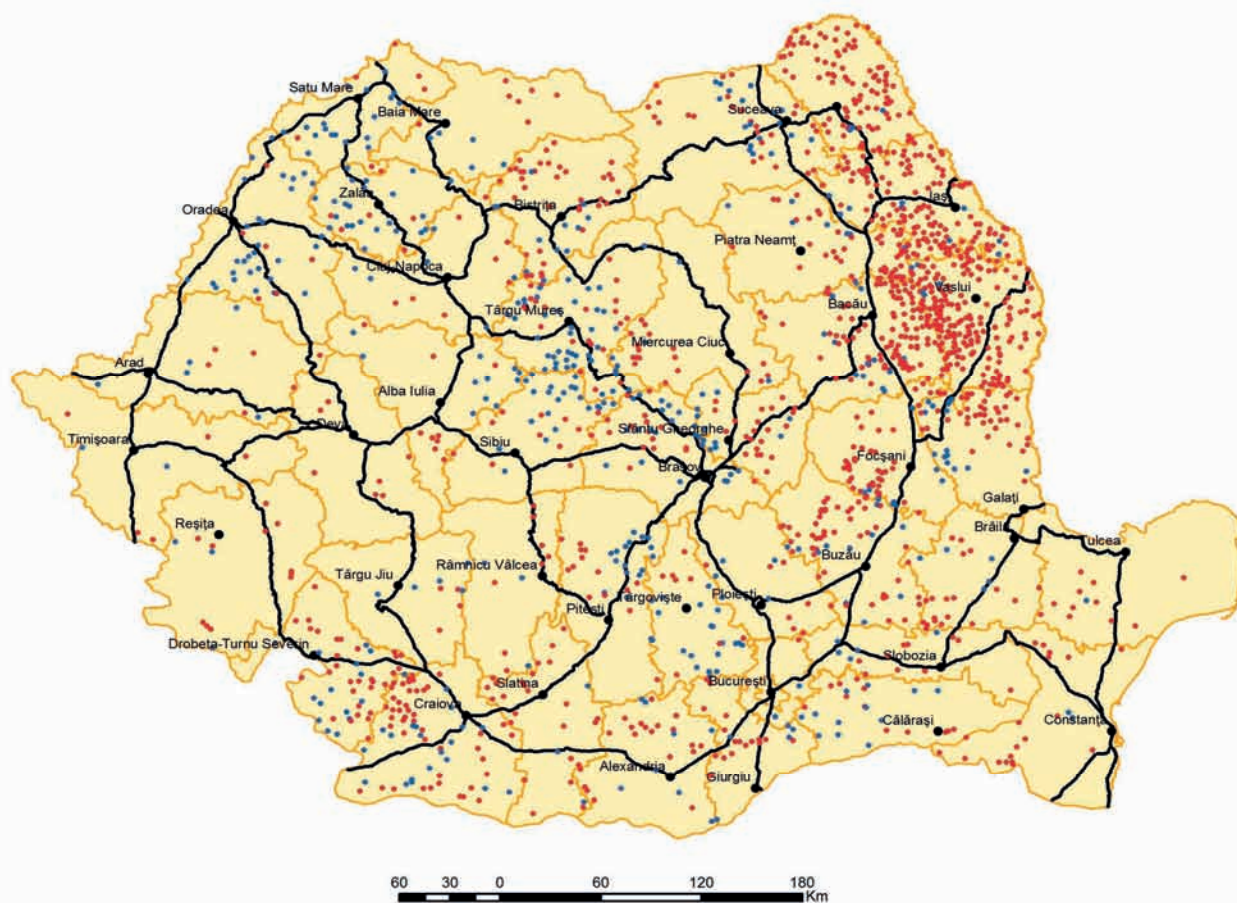 Satu Mare
Baia Mare
Suceava
Zalău
Iași
Oradea
Bistrița
Piatra Neamț
Cluj Napoca
Vaslui
Bacău
Târgu Mureș
Miercurea Ciuc
Arad
Alba Iulia
Deva
Sfântu Gheorghe
Timișoara
Sibiu
Focșani
Brașov
Galați
Reșița
Brăila
Tulcea
Buzău
Râmnicu Vâlcea
Târgu Jiu
Târgoviște
Ploiești
Pitești
Drobeta-Turnu Severin
Slobozia
București
Slatina
Craiova
Călărași
Constanța
Alexandria
Giurgiu
60 30 0 60 120 180
Km